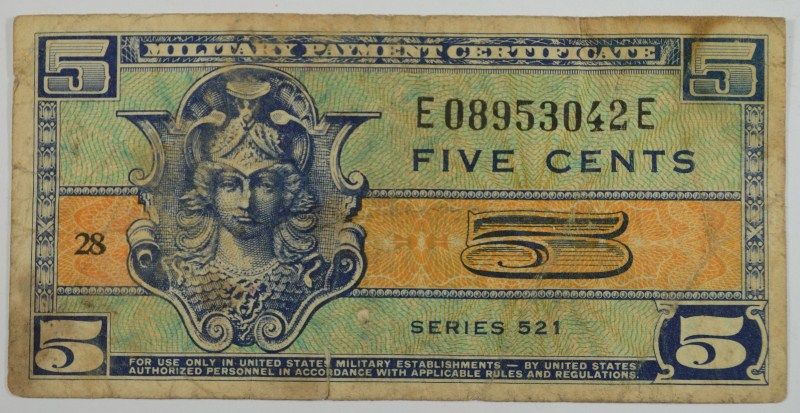 5 MILITARY PAYMENT CERTIFICATE 5
E08953042E
FIVE CENTS
28 5
SERIES 521
5 5
FOR USE ONLY IN UNITED STATES MILITARY ESTABLISHMENTS — BY UNITED STATES
AUTHORIZED PERSONNEL IN ACCORDANCE WITH APPLICABLE RULES AND REGULATIONS.